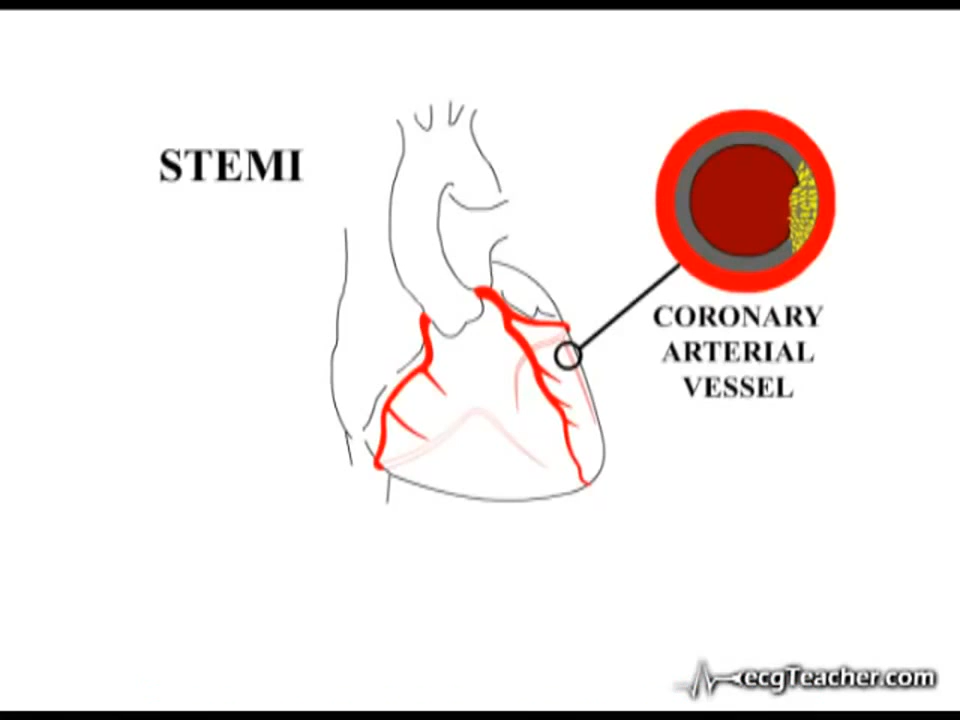 STEMI
CORONARY
ARTERIAL
VESSEL
ecgTeacher.com